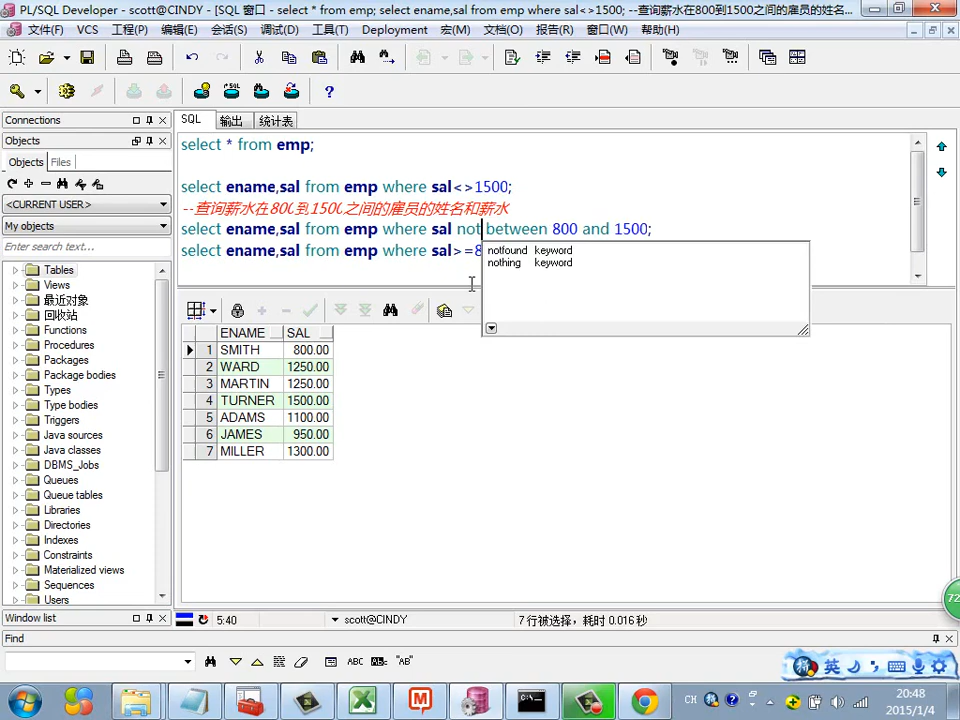 PL/SQL Developer - scott@CINDY - [SQL 窗口 - select * from emp; select ename,sal from emp where sal<>1500; --查询薪水在800到1500之间的雇员的姓名...
文件(F) VCS 工程(P) 编辑(E) 会话(S) 调试(D) 工具(T) Deployment 宏(M) 文档(O) 报告(R) 窗口(W) 帮助(H)
Connections
Objects
Objects Files
<CURRENT USER>
My objects
Enter search text...
Tables
Views
最近对象
回收站
Functions
Procedures
Packages
Package bodies
Types
Type bodies
Triggers
Java sources
Java classes
DBMS_Jobs
Queues
Queue tables
Libraries
Directories
Indexes
Constraints
Materialized views
Sequences
Users
Window list
SQL 输出 统计表
select * from emp;
select ename,sal from emp where sal<>1500;
--查询薪水在800到1500之间的雇员的姓名和薪水
select ename,sal from emp where sal not between 800 and 1500;
select ename,sal from emp where sal>=8
notfound keyword
nothing keyword
ENAME SAL
1 SMITH 800.00
2 WARD 1250.00
3 MARTIN 1250.00
4 TURNER 1500.00
5 ADAMS 1100.00
6 JAMES 950.00
7 MILLER 1300.00
5:40 scott@CINDY 7 行被选择，耗时 0.016 秒
Find
ABC "AB"
英
72
CH
20:48
2015/1/4